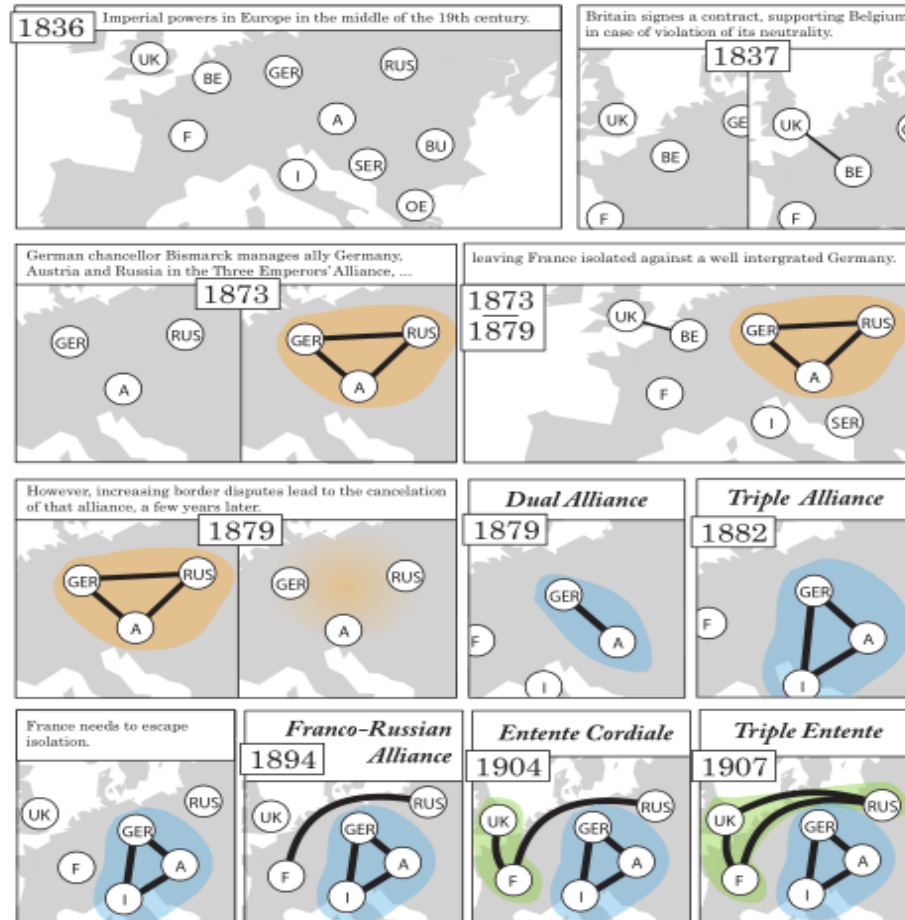 1836
Imperial powers in Europe in the middle of the 19th century.
UK
BE
GER
RUS
F
A
BU
I
SER
OE
Britain signes a contract, supporting Belgium
in case of violation of its neutrality.
1837
UK
GE
BE
F
UK
BE
F
German chancellor Bismarck manages ally Germany,
Austria and Russia in the Three Emperors' Alliance, ...
1873
GER
RUS
A
GER
RUS
A
leaving France isolated against a well intergrated Germany.
1873
1879
UK
BE
GER
RUS
F
A
I
SER
However, increasing border disputes lead to the cancelation
of that alliance, a few years later.
1879
GER
RUS
A
GER
RUS
A
Dual Alliance
1879
GER
F
A
I
Triple Alliance
1882
GER
F
A
I
France needs to escape
isolation.
UK
RUS
GER
F
A
I
Franco-Russian
Alliance
1894
UK
RUS
GER
F
A
I
Entente Cordiale
1904
UK
RUS
GER
F
A
I
Triple Entente
1907
UK
RUS
GER
F
A
I